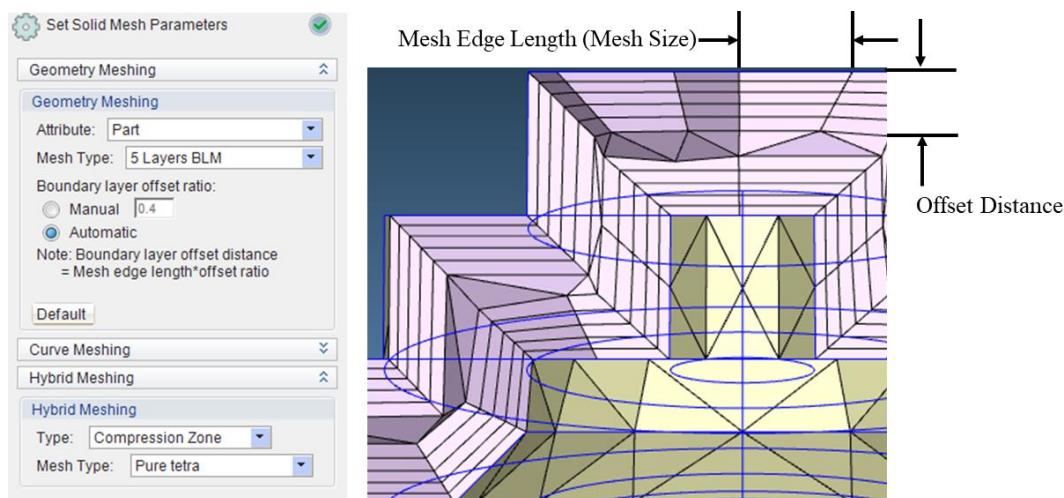 Set Solid Mesh Parameters
Geometry Meshing
Geometry Meshing
Attribute: Part
Mesh Type: 5 Layers BLM
Boundary layer offset ratio:
Manual 0.4
Automatic
Note: Boundary layer offset distance
= Mesh edge length*offset ratio
Default
Curve Meshing
Hybrid Meshing
Hybrid Meshing
Type: Compression Zone
Mesh Type: Pure tetra
Mesh Edge Length (Mesh Size)
Offset Distance